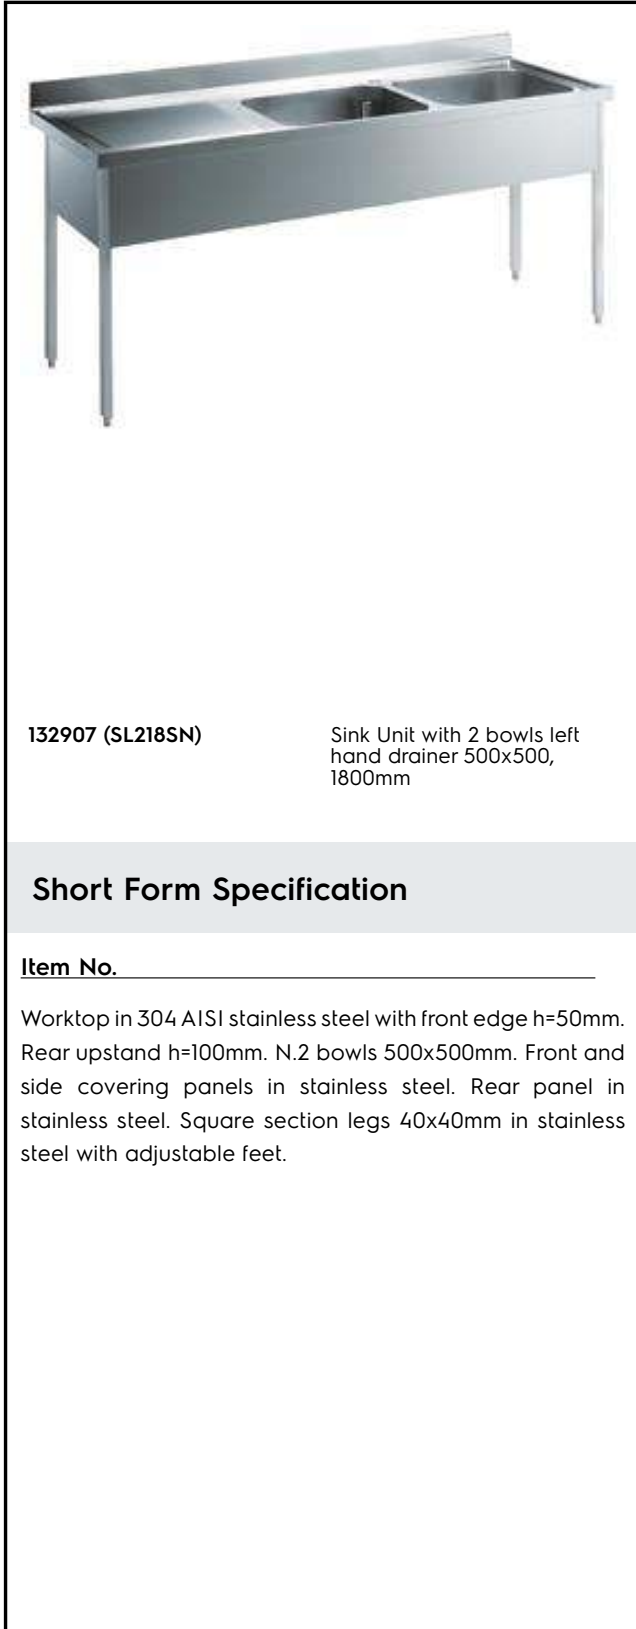 132907 (SL218SN)
Sink Unit with 2 bowls left
hand drainer 500x500,
1800mm
Short Form Specification
Item No.
Worktop in 304 AISI stainless steel with front edge h=50mm.
Rear upstand h=100mm. N.2 bowls 500x500mm. Front and
side covering panels in stainless steel. Rear panel in
stainless steel. Square section legs 40x40mm in stainless
steel with adjustable feet.